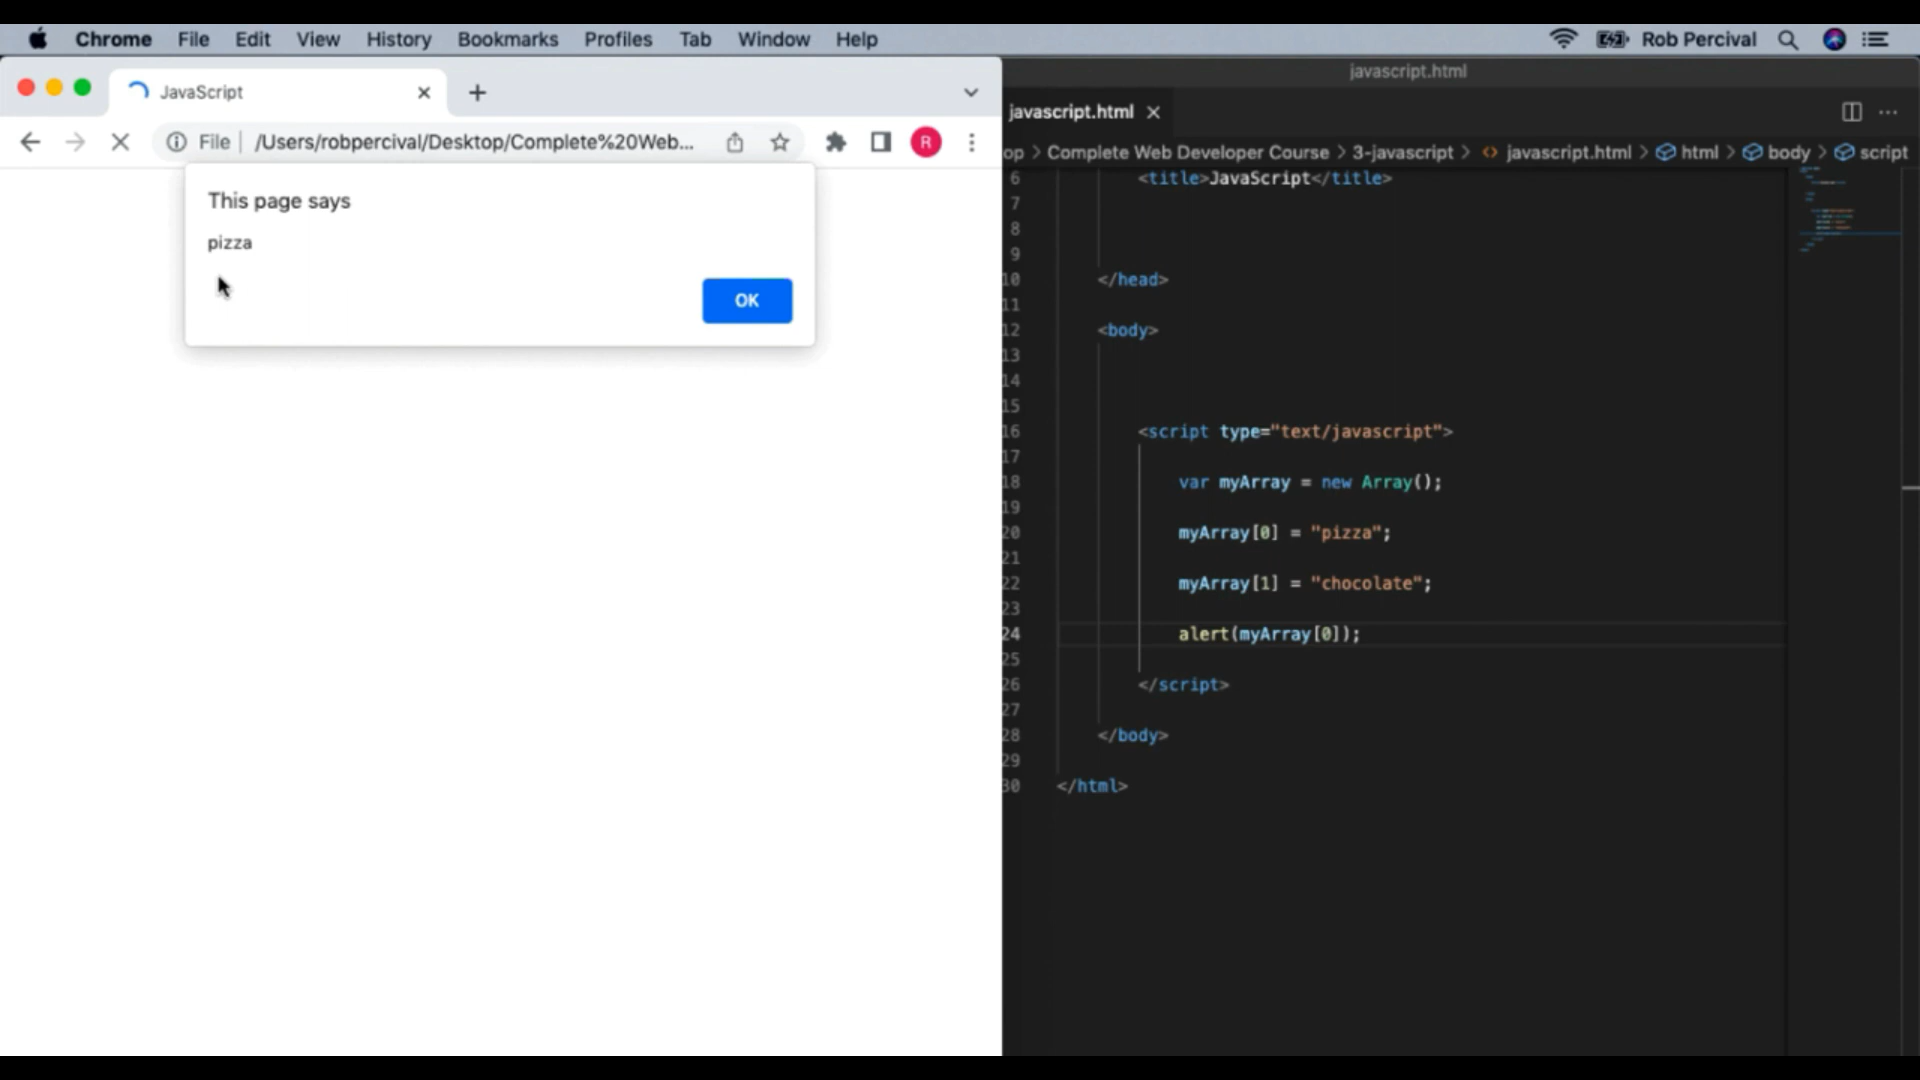 Chrome File Edit View History Bookmarks Profiles Tab Window Help Rob Percival
JavaScript
File /Users/robpercival/Desktop/Complete%20Web... R
This page says
pizza
OK
javascript.html
javascript.html
op > Complete Web Developer Course > 3-javascript > javascript.html > html > body > script
6 <title>JavaScript</title>
7
8
9
10 </head>
11
12 <body>
13
14
15
16 <script type="text/javascript">
17
18 var myArray = new Array();
19
20 myArray[0] = "pizza";
21
22 myArray[1] = "chocolate";
23
24 alert(myArray[0]);
25
26 </script>
27
28 </body>
29
30 </html>